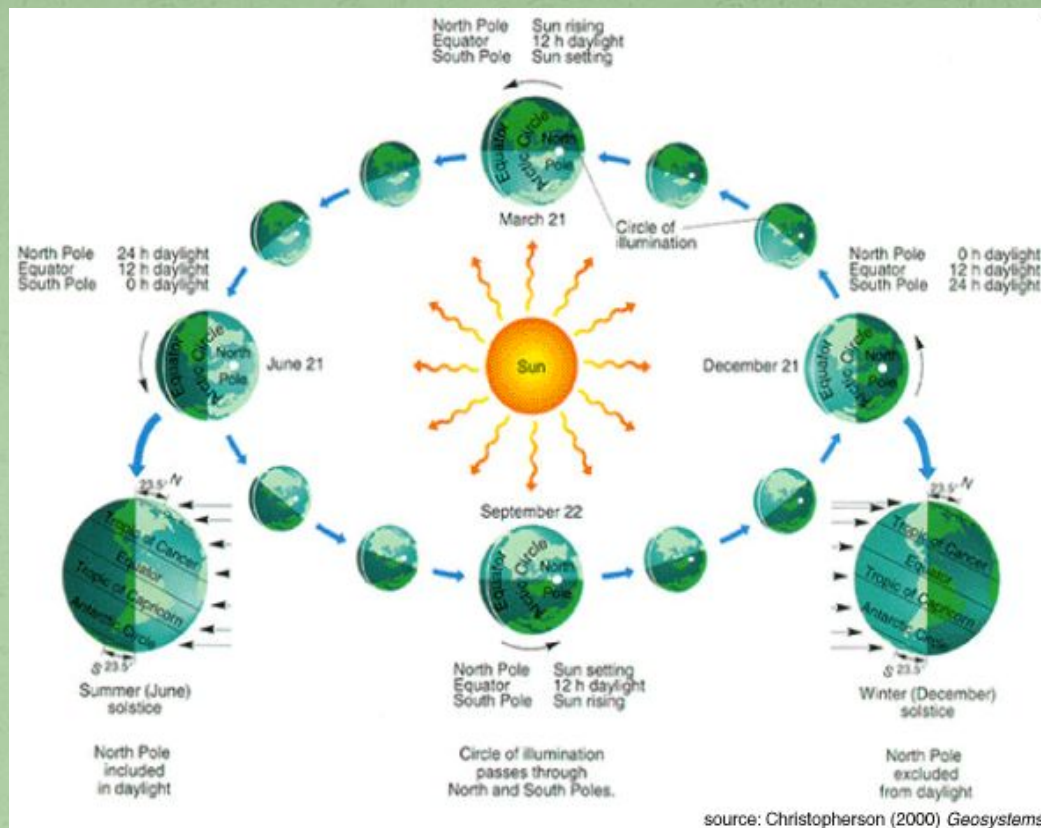 North Pole Sun rising
Equator 12 h daylight
South Pole Sun setting
Equator
Arctic Circle
North
Pole
March 21
Circle of
illumination
North Pole 24 h daylight
Equator 12 h daylight
South Pole 0 h daylight
North Pole 0 h daylight
Equator 12 h daylight
South Pole 24 h daylight
Equator
Arctic Circle
North
Pole
June 21
Sun
December 21
Equator
Arctic Circle
North
Pole
September 22
Equator
Arctic Circle
North
Pole
23.5° N
Tropic of Cancer
Equator
Tropic of Capricorn
Antarctic Circle
S 23.5°
23.5° N
Tropic of Cancer
Equator
Tropic of Capricorn
Antarctic Circle
S 23.5°
North Pole Sun setting
Equator 12 h daylight
South Pole Sun rising
Summer (June)
solstice
Winter (December)
solstice
North Pole
included
in daylight
Circle of illumination
passes through
North and South Poles.
North Pole
excluded
from daylight
source: Christopherson (2000) Geosystems